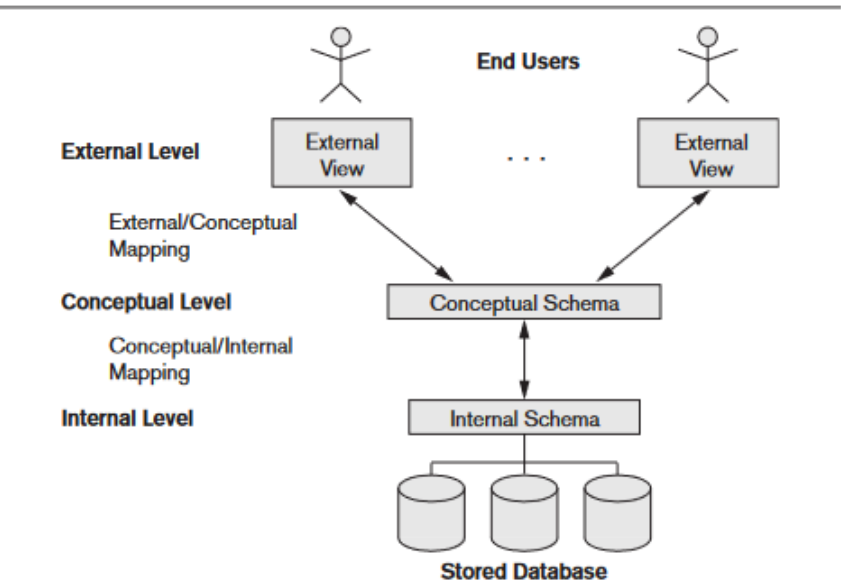 End Users
External Level
External
View
. . .
External
View
External/Conceptual
Mapping
Conceptual Level
Conceptual Schema
Conceptual/Internal
Mapping
Internal Level
Internal Schema
Stored Database